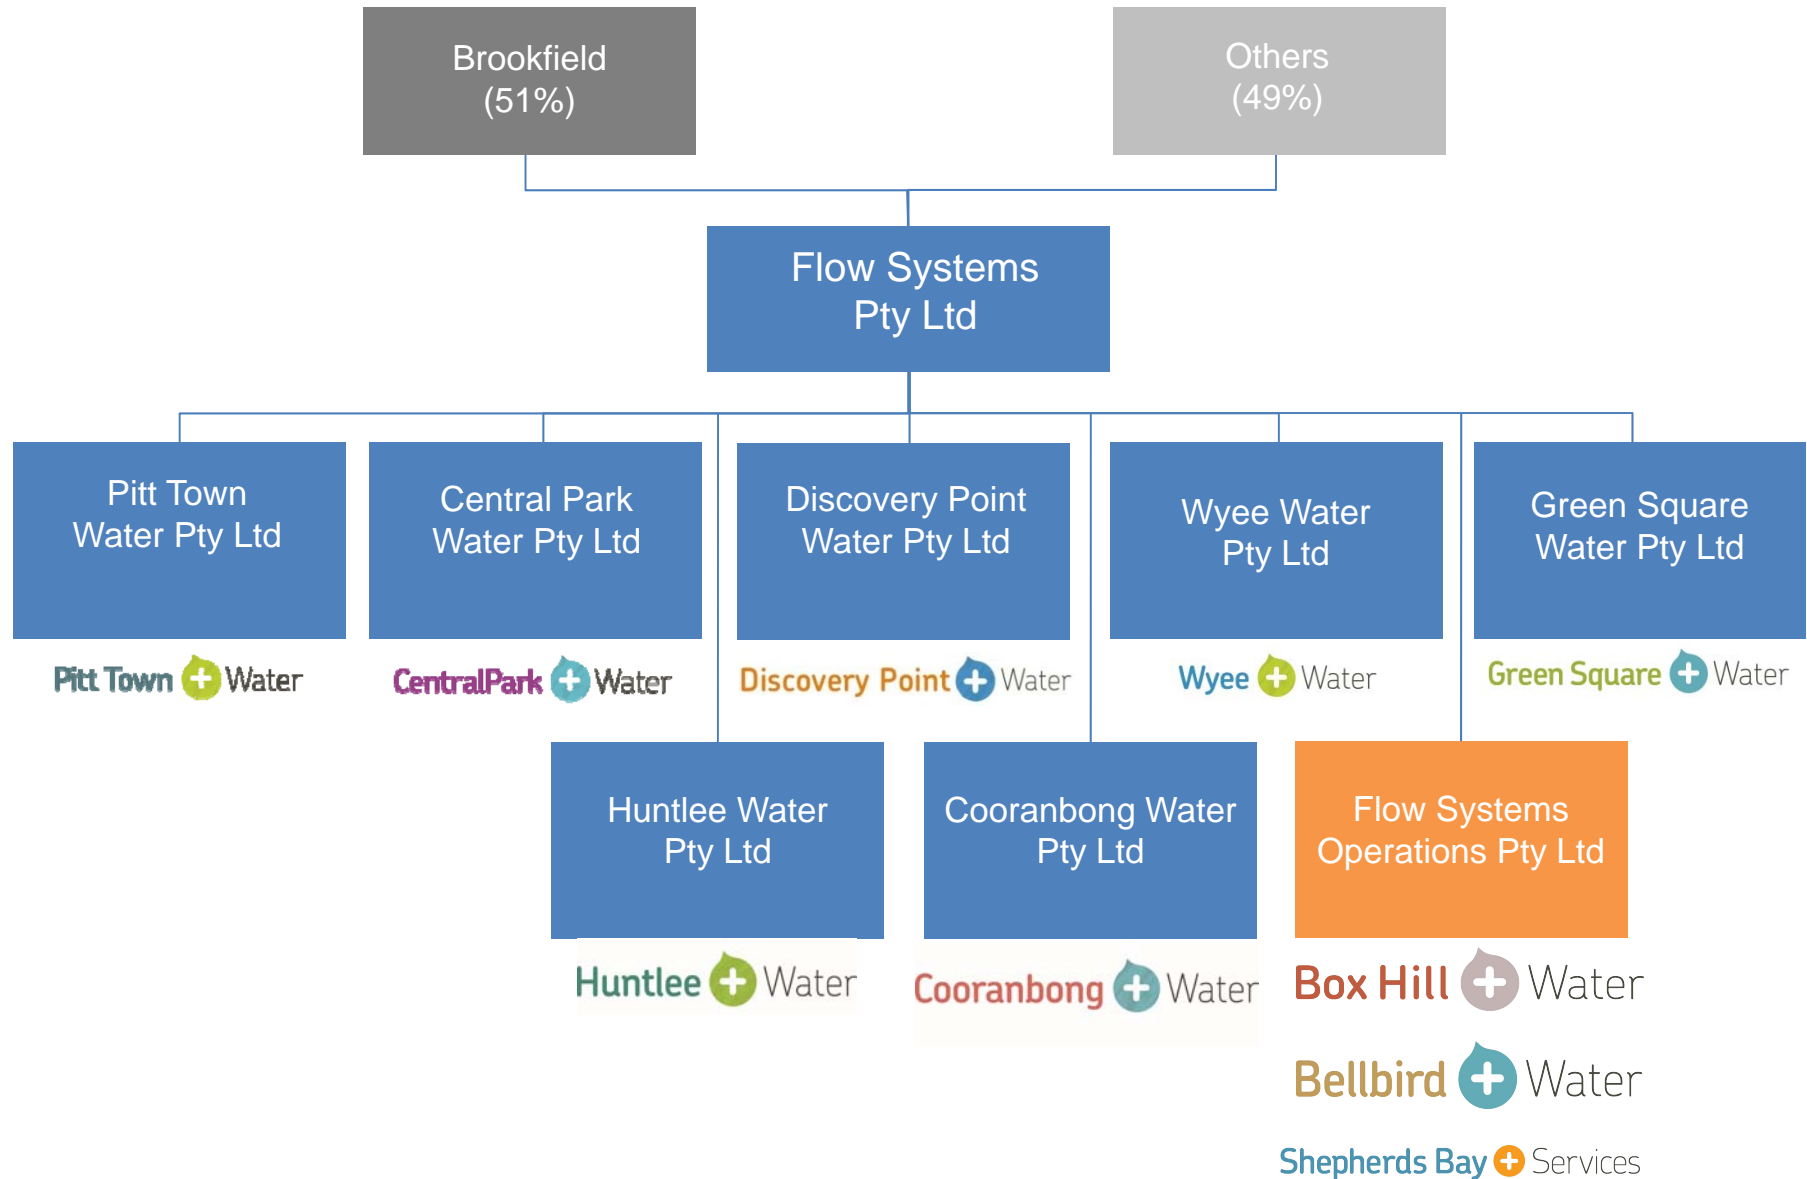 Brookfield
(51%)
Others
(49%)
Flow Systems
Pty Ltd
Pitt Town
Water Pty Ltd
Central Park
Water Pty Ltd
Discovery Point
Water Pty Ltd
Wyee Water
Pty Ltd
Green Square
Water Pty Ltd
Pitt Town + Water
CentralPark + Water
Discovery Point + Water
Wyee + Water
Green Square + Water
Huntlee Water
Pty Ltd
Cooranbong Water
Pty Ltd
Flow Systems
Operations Pty Ltd
Huntlee + Water
Cooranbong + Water
Box Hill + Water
Bellbird + Water
Shepherds Bay + Services